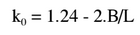 k₀ = 1.24 - 2.B/L